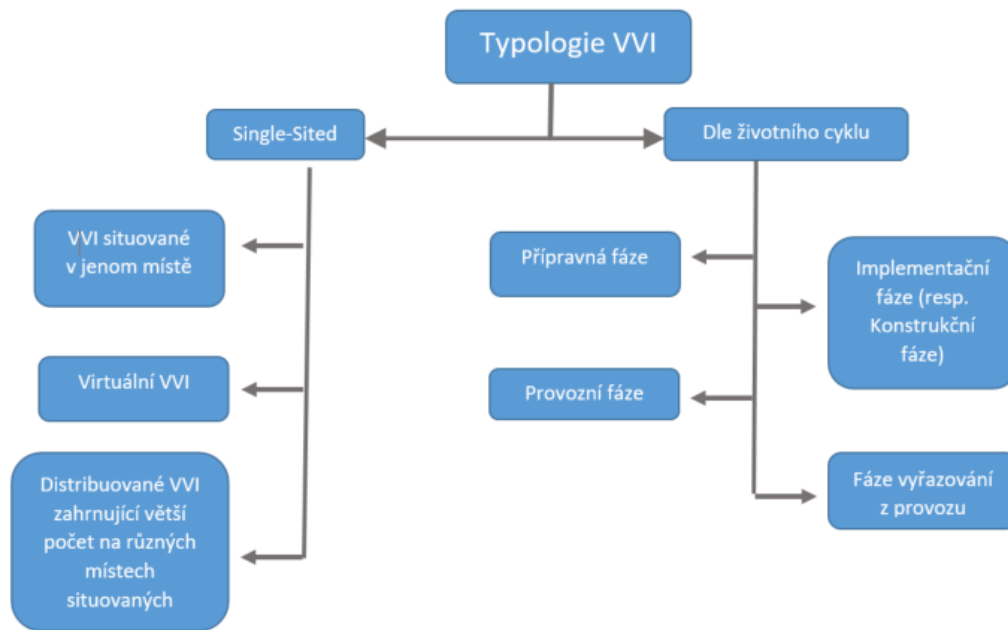 Typologie VVI
Single-Sited
Dle životního cyklu
VVI situované
v jenom místě
Virtuální VVI
Distribuované VVI
zahrnující větší
počet na různých
místech
situovaných
Přípravná fáze
Implementační
fáze (resp.
Konstrukční
fáze)
Provozní fáze
Fáze vyřazování
z provozu